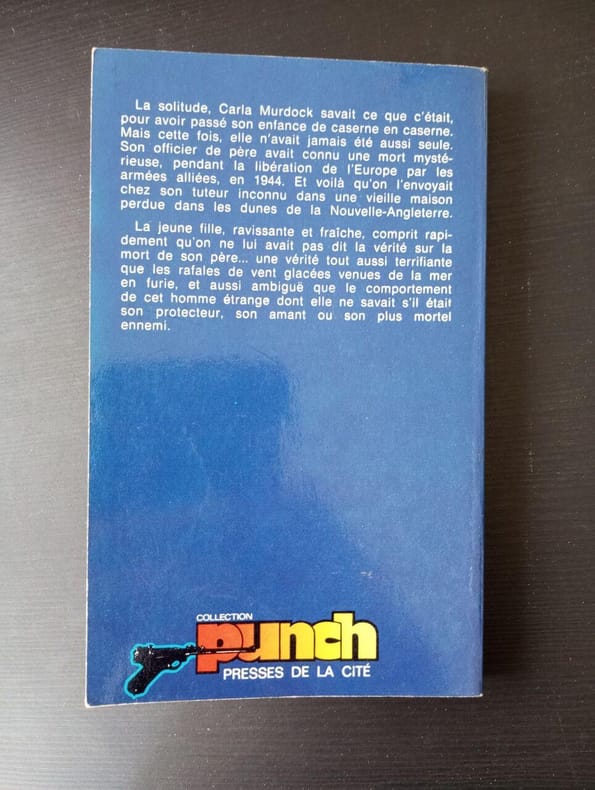 La solitude, Carla Murdock savait ce que c'était,
pour avoir passé son enfance de caserne en caserne.
Mais cette fois, elle n'avait jamais été aussi seule.
Son officier de père avait connu une mort mysté-
rieuse, pendant la libération de l'Europe par les
armées alliées, en 1944. Et voilà qu'on l'envoyait
chez son tuteur inconnu dans une vieille maison
perdue dans les dunes de la Nouvelle-Angleterre.
La jeune fille, ravissante et fraîche, comprit rapi-
dement qu'on ne lui avait pas dit la vérité sur la
mort de son père... une vérité tout aussi terrifiante
que les rafales de vent glacées venues de la mer
en furie, et aussi ambiguë que le comportement
de cet homme étrange dont elle ne savait s'il était
son protecteur, son amant ou son plus mortel
ennemi.
COLLECTION
punch
PRESSES DE LA CITÉ